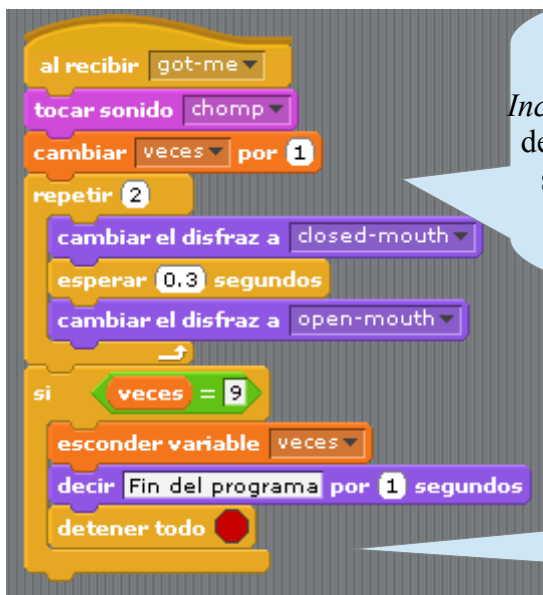 al recibir got-me
tocar sonido chomp
cambiar veces por 1
repetir 2
cambiar el disfraz a closed-mouth
esperar 0.3 segundos
cambiar el disfraz a open-mouth
si veces = 9
esconder variable veces
decir Fin del programa por 1 segundos
detener todo